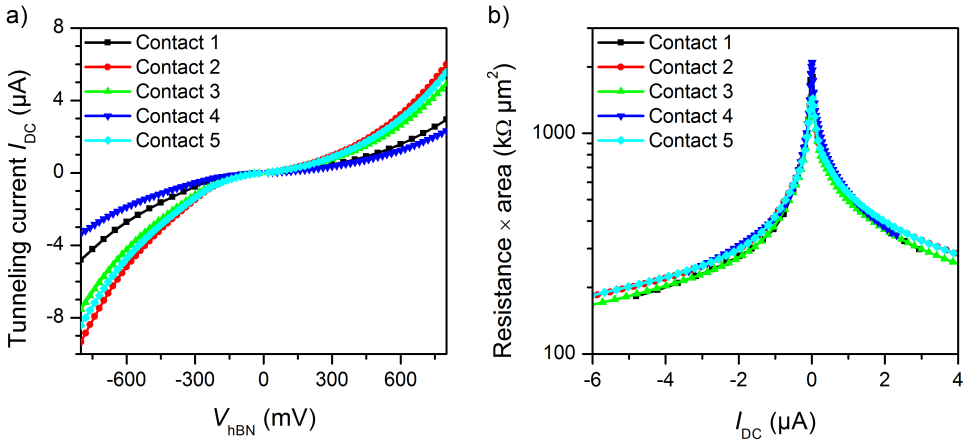 a)
Tunneling current I_DC (µA)
8
4
0
-4
-8
Contact 1
Contact 2
Contact 3
Contact 4
Contact 5
-600 -300 0 300 600
V_hBN (mV)
b)
Resistance × area (kΩ µm²)
1000
100
Contact 1
Contact 2
Contact 3
Contact 4
Contact 5
-6 -4 -2 0 2 4
I_DC (µA)